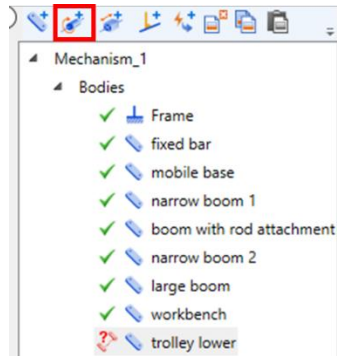 Mechanism_1
Bodies
Frame
fixed bar
mobile base
narrow boom 1
boom with rod attachment
narrow boom 2
large boom
workbench
trolley lower